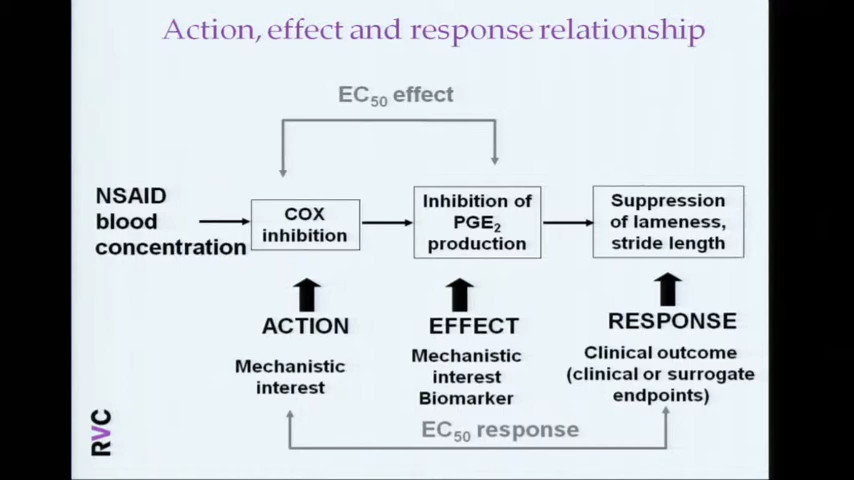 Action, effect and response relationship
EC50 effect
NSAID
blood
concentration
COX
inhibition
Inhibition of
PGE2
production
Suppression
of lameness,
stride length
ACTION
EFFECT
RESPONSE
Mechanistic
interest
Mechanistic
interest
Biomarker
Clinical outcome
(clinical or surrogate
endpoints)
EC50 response
RVC